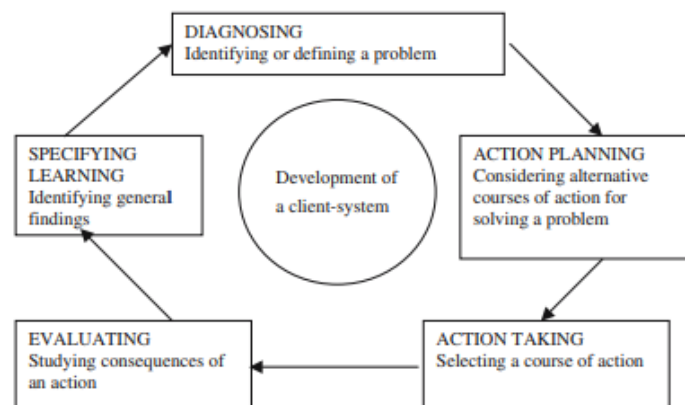 DIAGNOSING
Identifying or defining a problem
SPECIFYING
LEARNING
Identifying general
findings
Development of
a client-system
ACTION PLANNING
Considering alternative
courses of action for
solving a problem
EVALUATING
Studying consequences of
an action
ACTION TAKING
Selecting a course of action